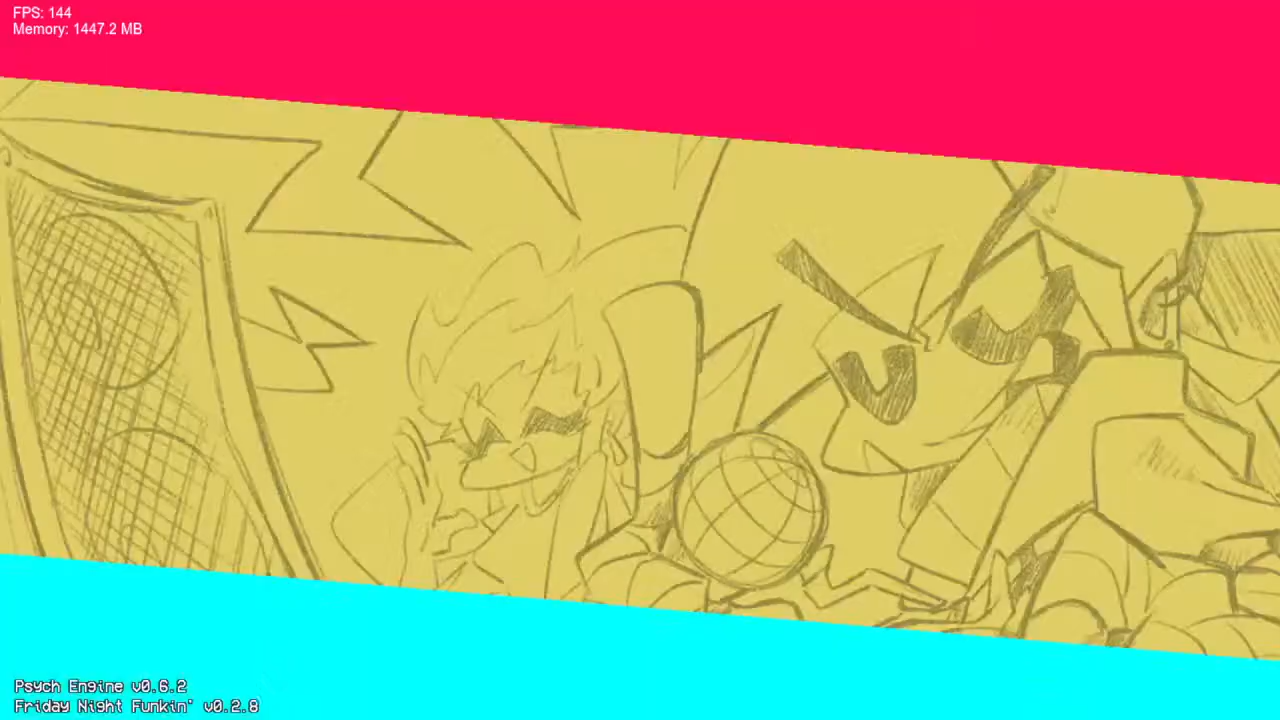 FPS: 144
Memory: 1447.2 MB
Psych Engine v0.6.2
Friday Night Funkin' v0.2.8